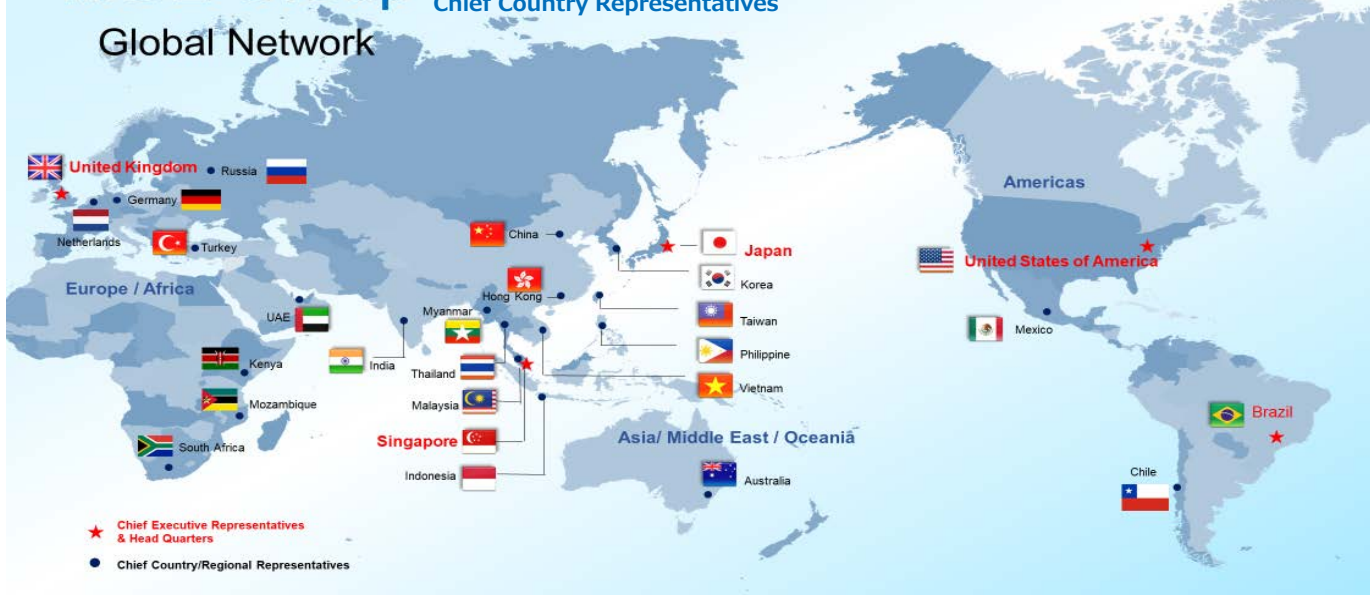 Chief Country Representatives
Global Network
United Kingdom
Russia
Germany
Netherlands
Turkey
Europe / Africa
UAE
Kenya
Mozambique
South Africa
India
China
Hong Kong
Myanmar
Thailand
Malaysia
Singapore
Indonesia
Japan
Korea
Taiwan
Philippine
Vietnam
Asia/ Middle East / Oceania
Australia
Americas
United States of America
Mexico
Brazil
Chile
Chief Executive Representatives
& Head Quarters
Chief Country/Regional Representatives